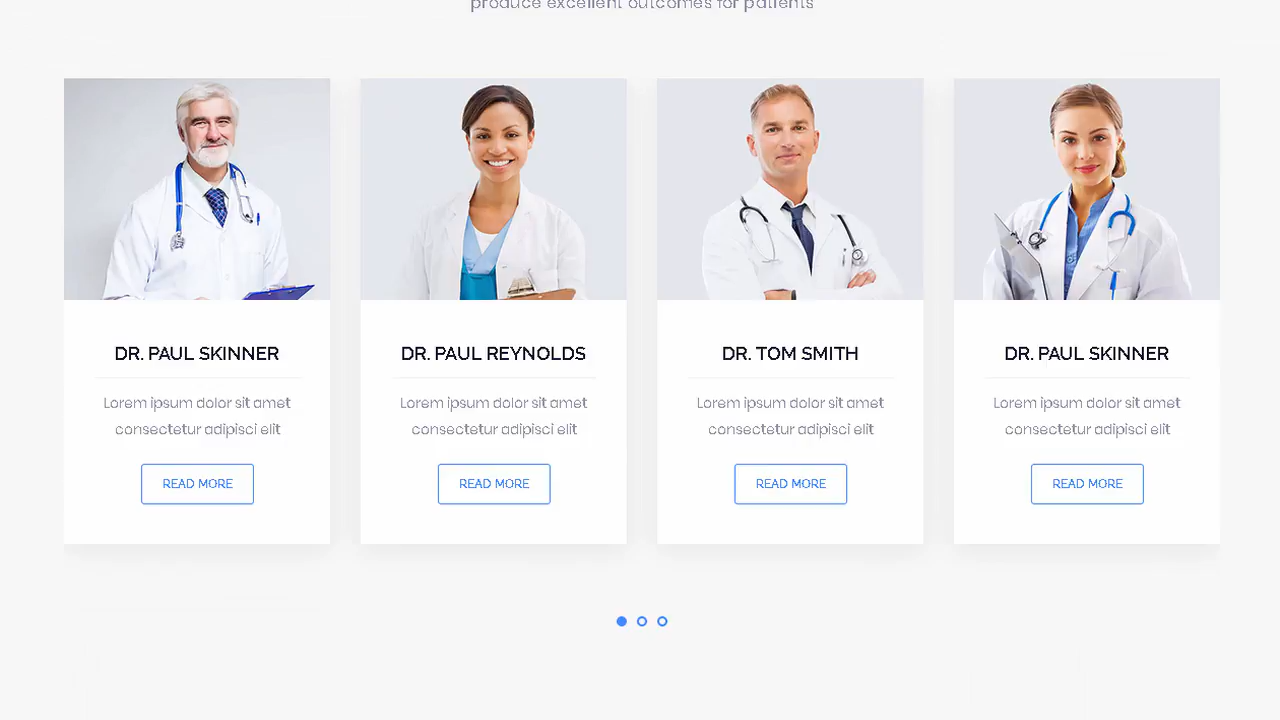 produce excellent outcomes for patients
DR. PAUL SKINNER
Lorem ipsum dolor sit amet
consectetur adipisci elit
READ MORE
DR. PAUL REYNOLDS
Lorem ipsum dolor sit amet
consectetur adipisci elit
READ MORE
DR. TOM SMITH
Lorem ipsum dolor sit amet
consectetur adipisci elit
READ MORE
DR. PAUL SKINNER
Lorem ipsum dolor sit amet
consectetur adipisci elit
READ MORE